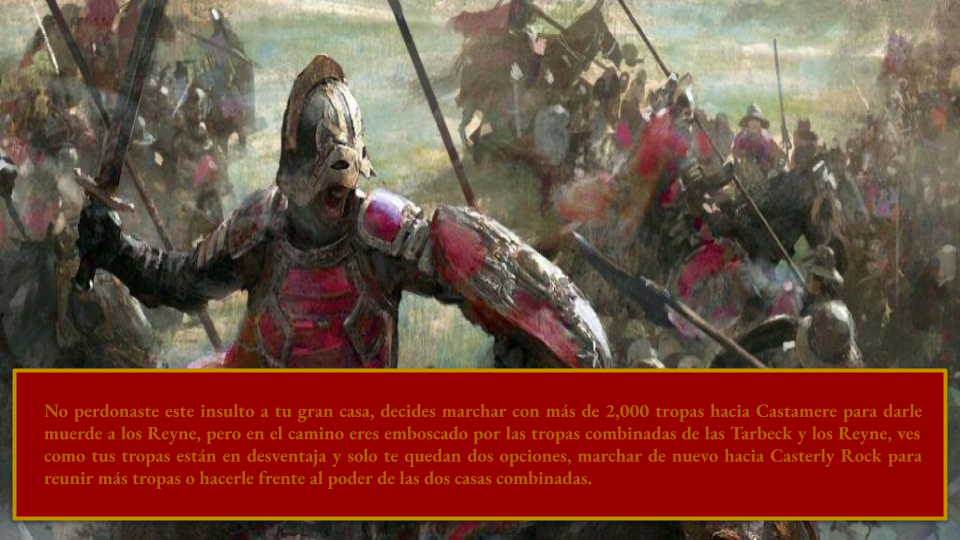 No perdonaste este insulto a tu gran casa, decides marchar con más de 2,000 tropas hacia Castamere para darle
muerde a los Reyne, pero en el camino eres emboscado por las tropas combinadas de las Tarbeck y los Reyne, ves
como tus tropas están en desventaja y solo te quedan dos opciones, marchar de nuevo hacia Casterly Rock para
reunir más tropas o hacerle frente al poder de las dos casas combinadas.